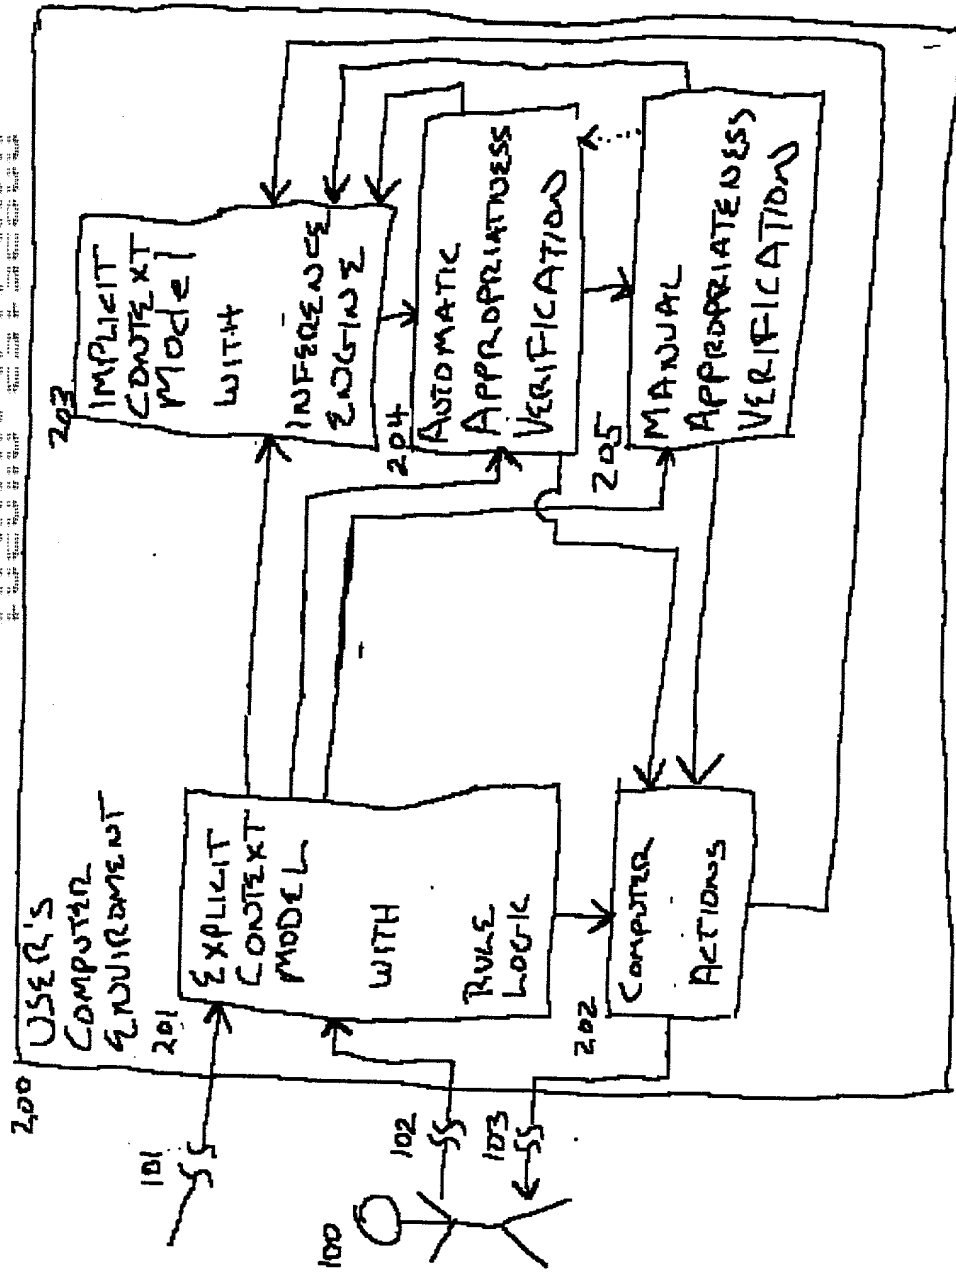 200
USER'S
COMPUTER
ENVIRONMENT
201
EXPLICIT
CONTEXT
MODEL
WITH
RULE
LOGIC
202
COMPUTER
ACTIONS
203
IMPLICIT
CONTEXT
MOdel
WITH
INFERENCE
ENGINE
204
AUTOMATIC
APPROPRIATNESS
VERIFICATION
205
MANUAL
APPROPRIATENESS
VERIFICATION
101
102
103
100